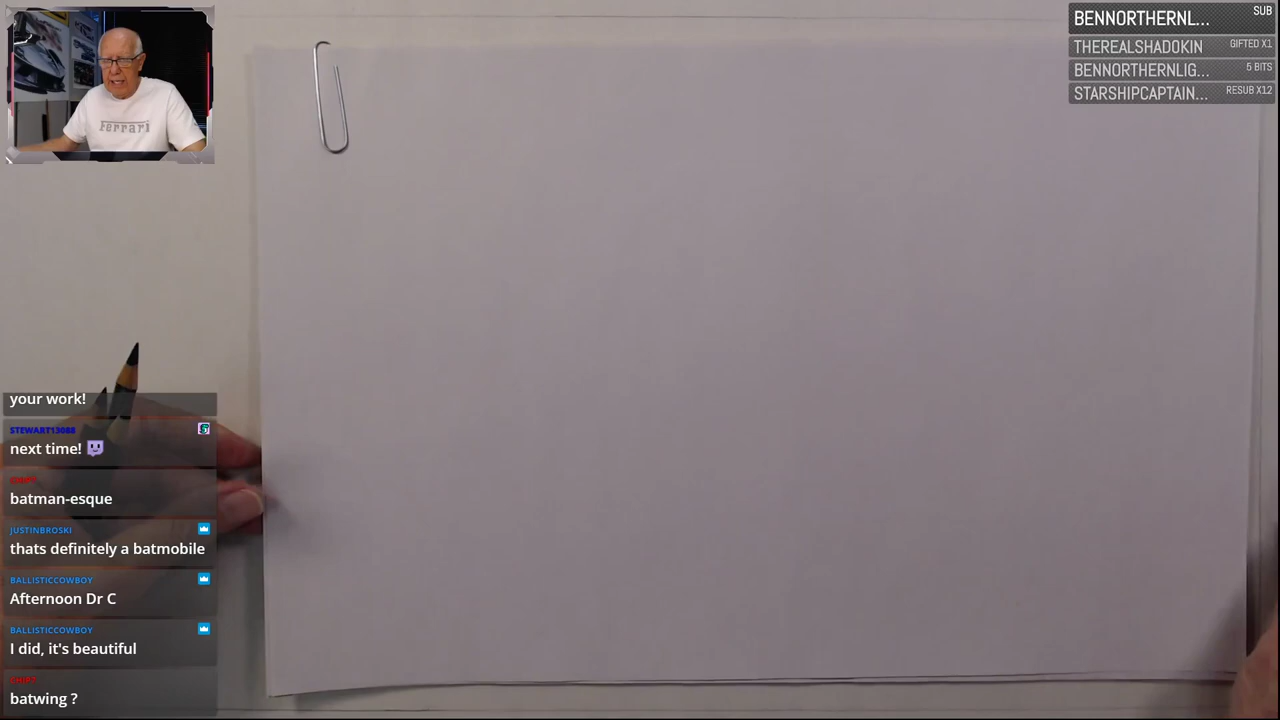 BENNORTHERNL... SUB
THEREALSHADOKIN GIFTED X1
BENNORTHERNLIG... 5 BITS
STARSHIPCAPTAIN... RESUB X12
Ferrari
your work!
STEWART13088
next time!
batman-esque
JUSTINBROSKI
thats definitely a batmobile
BALLISTICCOWBOY
Afternoon Dr C
BALLISTICCOWBOY
I did, it's beautiful
batwing ?